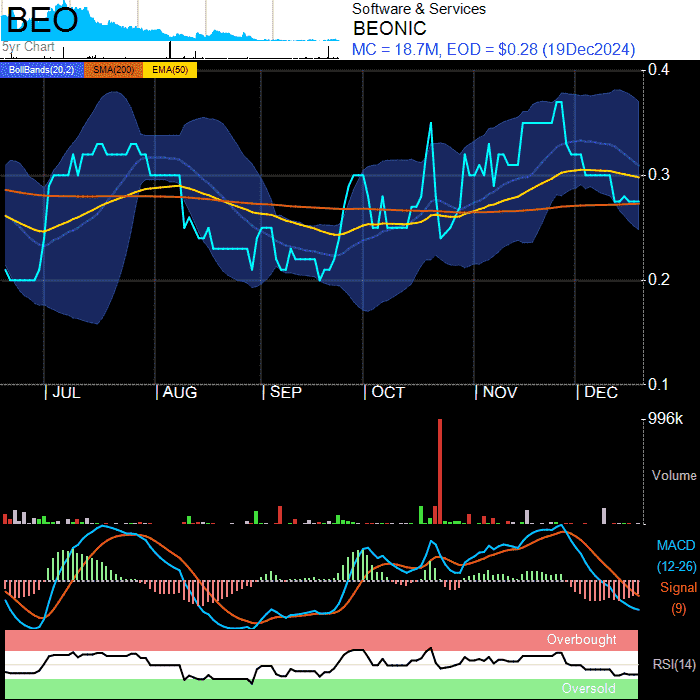 BEO
5yr Chart
Software & Services
BEONIC
MC = 18.7M, EOD = $0.28 (19Dec2024)
BollBands(20,2) SMA(200) EMA(50)
0.4
0.3
0.2
0.1
| JUL | AUG | SEP | OCT | NOV | DEC
996k
Volume
MACD
(12-26)
Signal
(9)
Overbought
RSI(14)
Oversold